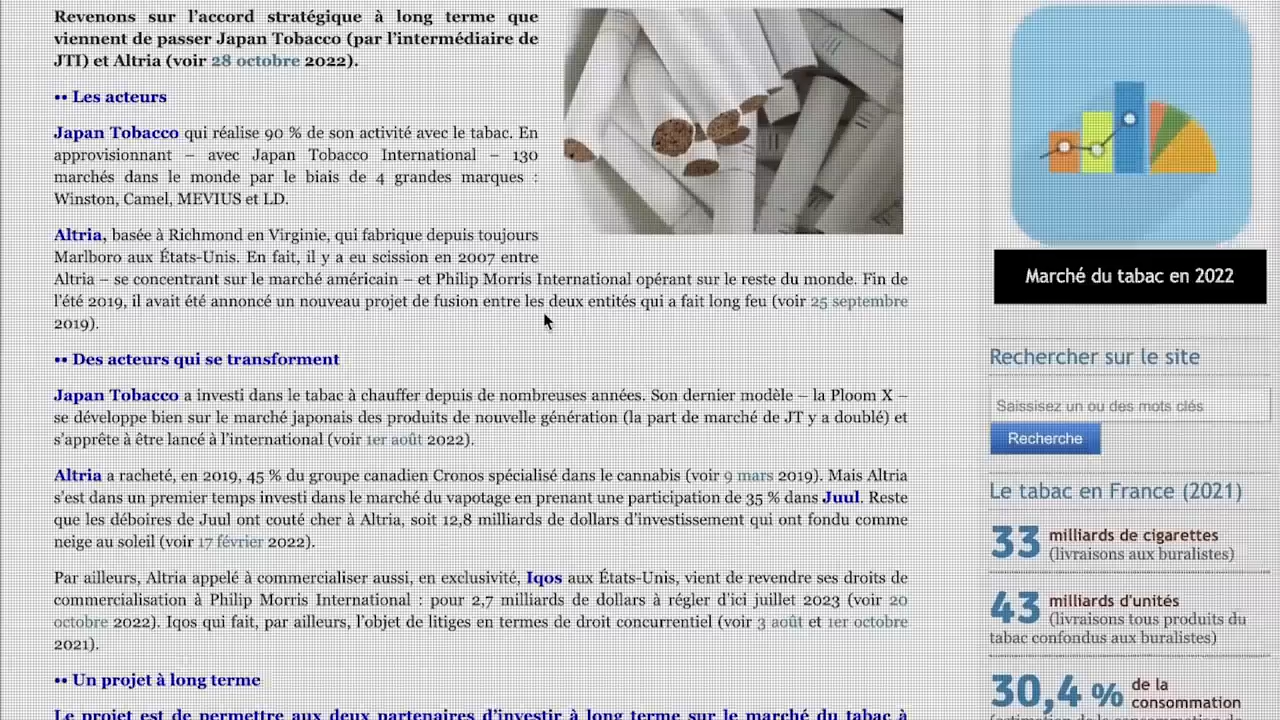 Revenons sur l’accord stratégique à long terme que
viennent de passer Japan Tobacco (par l’intermédiaire de
JTI) et Altria (voir 28 octobre 2022).
•• Les acteurs
Japan Tobacco qui réalise 90 % de son activité avec le tabac. En
approvisionnant – avec Japan Tobacco International – 130
marchés dans le monde par le biais de 4 grandes marques :
Winston, Camel, MEVIUS et LD.
Altria, basée à Richmond en Virginie, qui fabrique depuis toujours
Marlboro aux États-Unis. En fait, il y a eu scission en 2007 entre
Altria – se concentrant sur le marché américain – et Philip Morris International opérant sur le reste du monde. Fin de
l’été 2019, il avait été annoncé un nouveau projet de fusion entre les deux entités qui a fait long feu (voir 25 septembre
2019).
•• Des acteurs qui se transforment
Japan Tobacco a investi dans le tabac à chauffer depuis de nombreuses années. Son dernier modèle – la Ploom X –
se développe bien sur le marché japonais des produits de nouvelle génération (la part de marché de JT y a doublé) et
s’apprête à être lancé à l’international (voir 1er août 2022).
Altria a racheté, en 2019, 45 % du groupe canadien Cronos spécialisé dans le cannabis (voir 9 mars 2019). Mais Altria
s’est dans un premier temps investi dans le marché du vapotage en prenant une participation de 35 % dans Juul. Reste
que les déboires de Juul ont couté cher à Altria, soit 12,8 milliards de dollars d’investissement qui ont fondu comme
neige au soleil (voir 17 février 2022).
Par ailleurs, Altria appelé à commercialiser aussi, en exclusivité, Iqos aux États-Unis, vient de revendre ses droits de
commercialisation à Philip Morris International : pour 2,7 milliards de dollars à régler d’ici juillet 2023 (voir 20
octobre 2022). Iqos qui fait, par ailleurs, l’objet de litiges en termes de droit concurrentiel (voir 3 août et 1er octobre
2021).
•• Un projet à long terme
Le projet est de permettre aux deux partenaires d’investir à long terme sur le marché du tabac à
Marché du tabac en 2022
Rechercher sur le site
Saisissez un ou des mots clés
Recherche
Le tabac en France (2021)
33 milliards de cigarettes
(livraisons aux buralistes)
43 milliards d'unités
(livraisons tous produits du
tabac confondus aux buralistes)
30,4 % de la
consommation